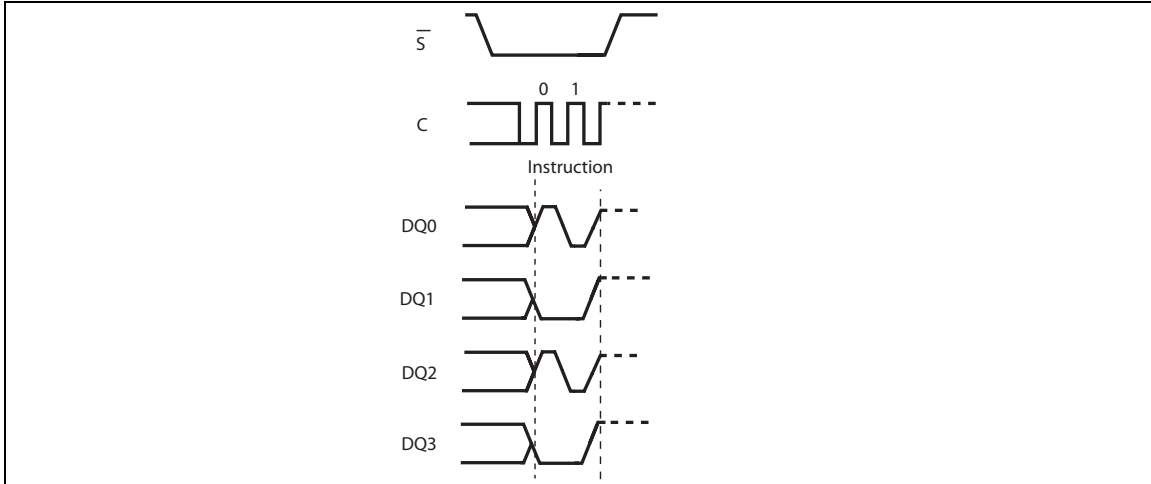 S̅
0 1
C
Instruction
DQ0
DQ1
DQ2
DQ3